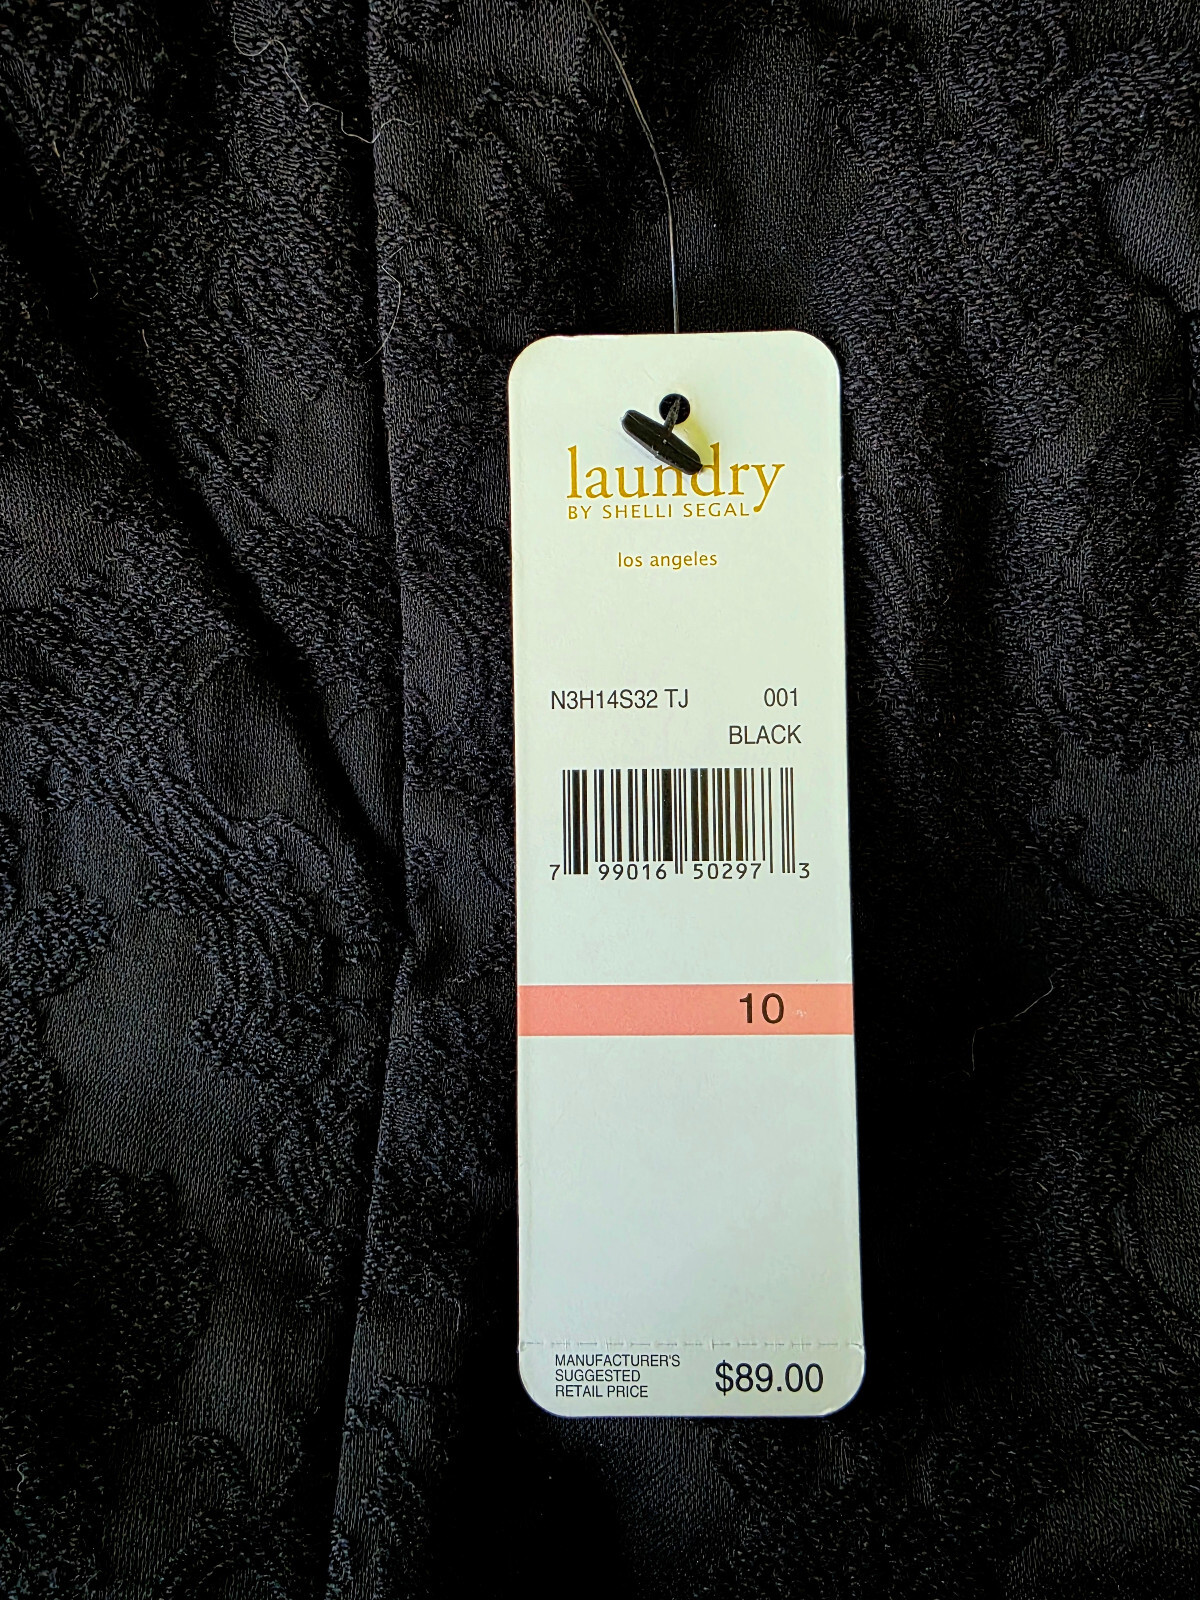 laundry
BY SHELLI SEGAL
los angeles
N3H14S32 TJ 001
BLACK
7 99016 50297 3
10
MANUFACTURER'S
SUGGESTED
RETAIL PRICE
$89.00